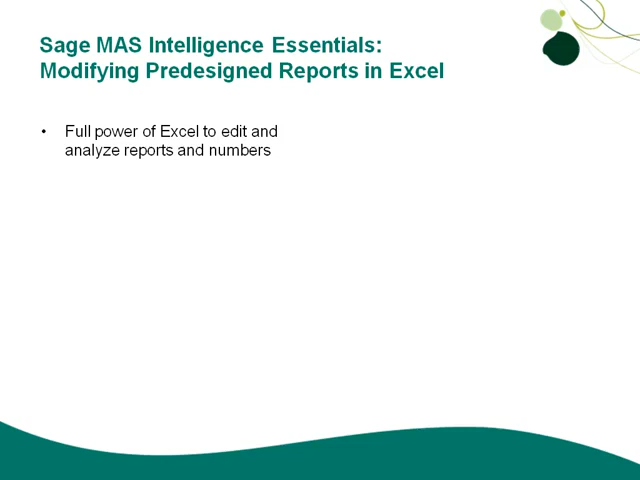 Sage MAS Intelligence Essentials:
Modifying Predesigned Reports in Excel
• Full power of Excel to edit and
analyze reports and numbers